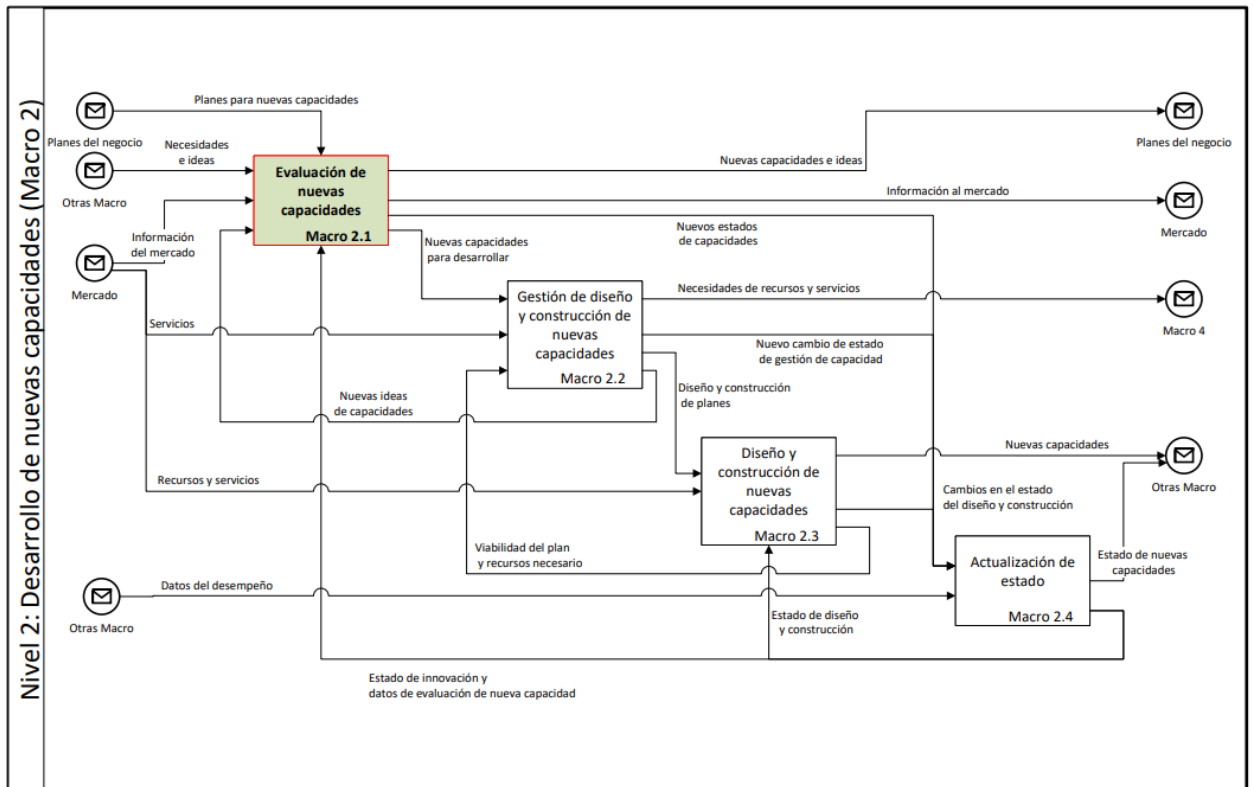 Nivel 2: Desarrollo de nuevas capacidades (Macro 2)
Planes para nuevas capacidades
Planes del negocio
Planes del negocio
Necesidades
e ideas
Otras Macro
Evaluación de
nuevas
capacidades
Macro 2.1
Nuevas capacidades e ideas
Información al mercado
Mercado
Información
del mercado
Mercado
Nuevos estados
de capacidades
Nuevas capacidades
para desarrollar
Servicios
Gestión de diseño
y construcción de
nuevas
capacidades
Macro 2.2
Necesidades de recursos y servicios
Macro 4
Nuevo cambio de estado
de gestión de capacidad
Nuevas ideas
de capacidades
Diseño y construcción
de planes
Recursos y servicios
Diseño y
construcción de
nuevas
capacidades
Macro 2.3
Nuevas capacidades
Otras Macro
Cambios en el estado
del diseño y construcción
Viabilidad del plan
y recursos necesario
Actualización de
estado
Macro 2.4
Estado de nuevas
capacidades
Datos del desempeño
Otras Macro
Estado de diseño
y construcción
Estado de innovación y
datos de evaluación de nueva capacidad